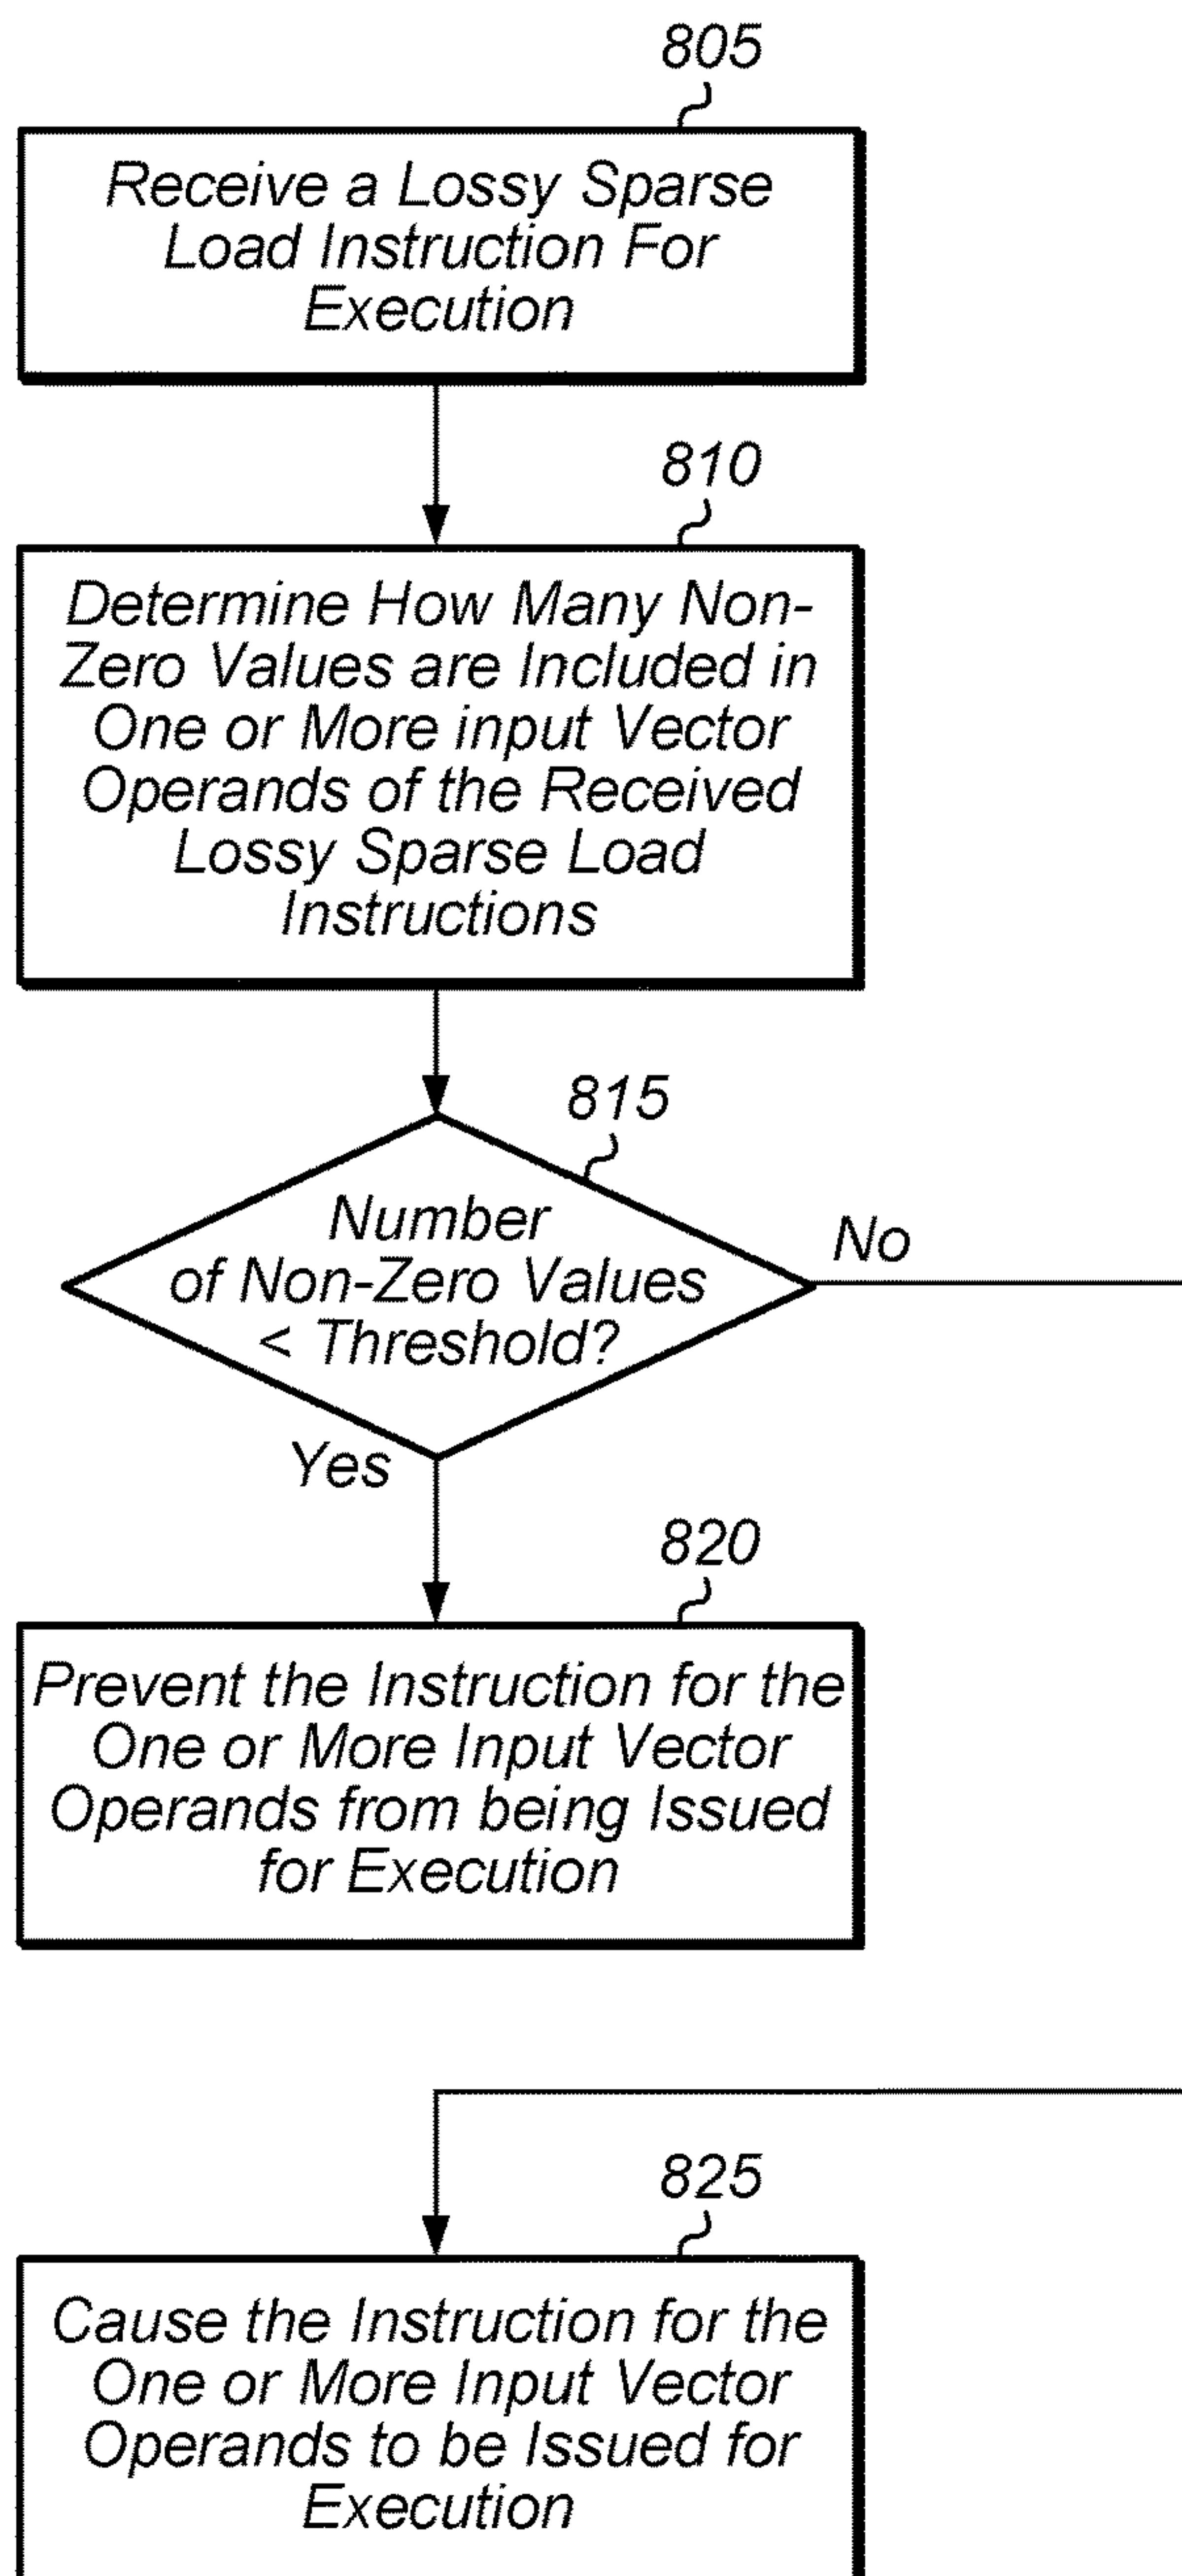 805
Receive a Lossy Sparse
Load Instruction For
Execution
810
Determine How Many Non-
Zero Values are Included in
One or More input Vector
Operands of the Received
Lossy Sparse Load
Instructions
815
Number
of Non-Zero Values
< Threshold?
No
Yes
820
Prevent the Instruction for the
One or More Input Vector
Operands from being Issued
for Execution
825
Cause the Instruction for the
One or More Input Vector
Operands to be Issued for
Execution